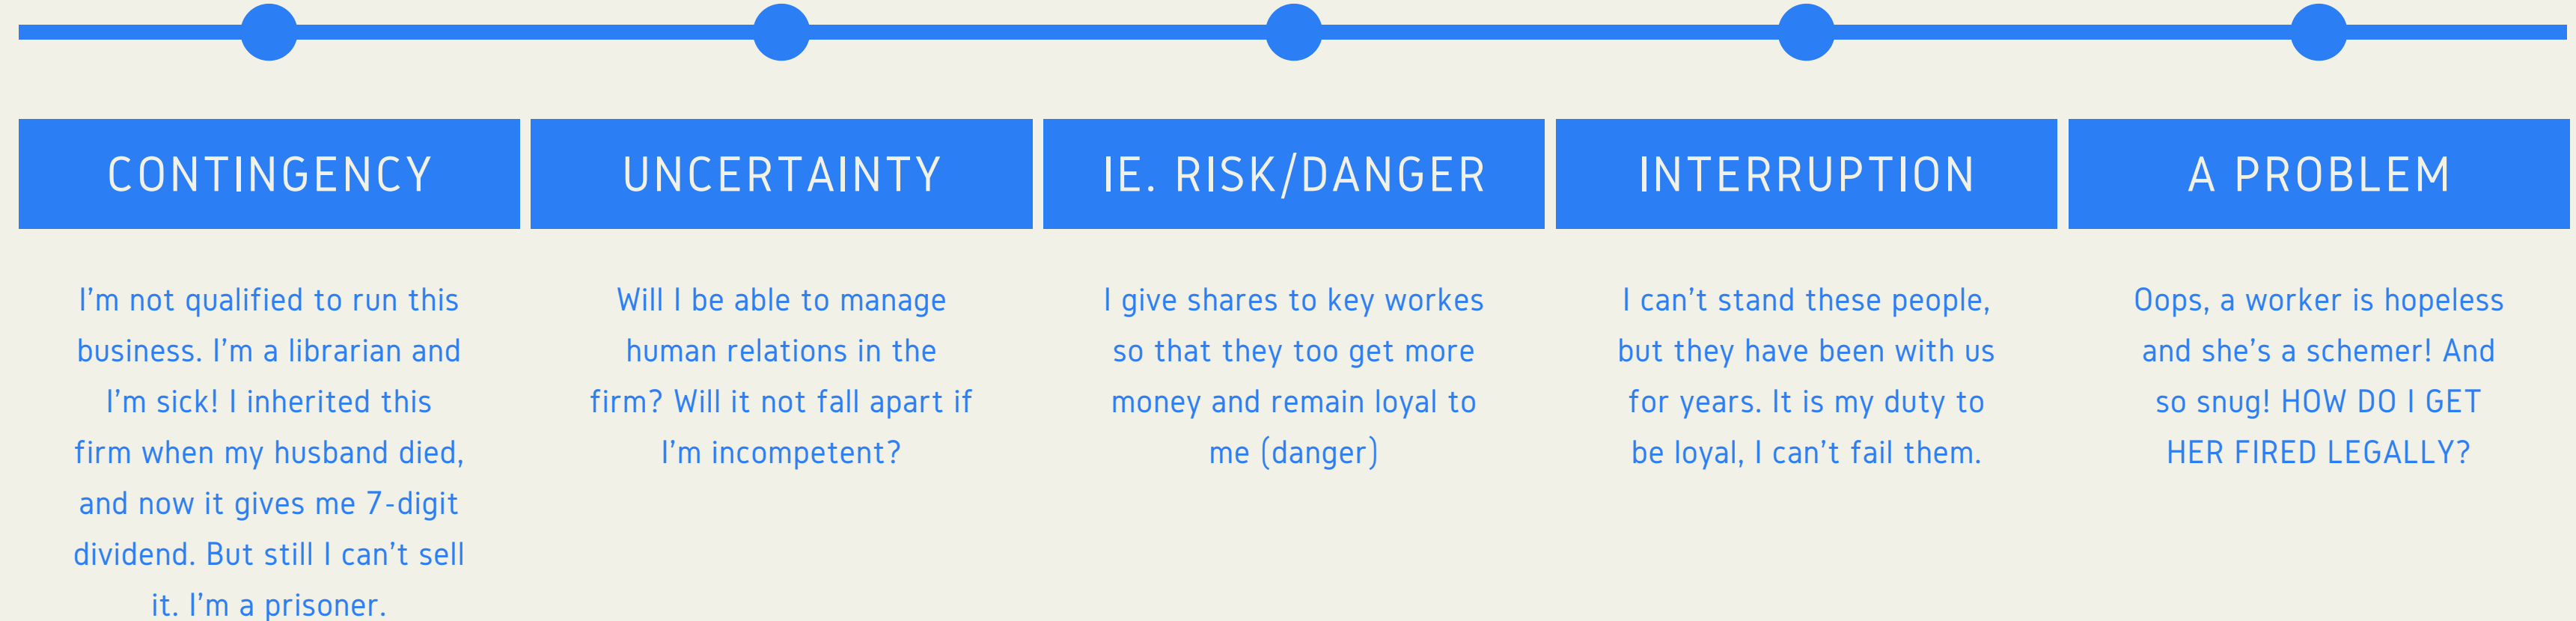 CONTINGENCY
I'm not qualified to run this
business. I'm a librarian and
I'm sick! I inherited this
firm when my husband died,
and now it gives me 7-digit
dividend. But still I can't sell
it. I'm a prisoner.
UNCERTAINTY
Will I be able to manage
human relations in the
firm? Will it not fall apart if
I'm incompetent?
IE. RISK/DANGER
I give shares to key workes
so that they too get more
money and remain loyal to
me (danger)
INTERRUPTION
I can't stand these people,
but they have been with us
for years. It is my duty to
be loyal, I can't fail them.
A PROBLEM
Oops, a worker is hopeless
and she's a schemer! And
so snug! HOW DO I GET
HER FIRED LEGALLY?